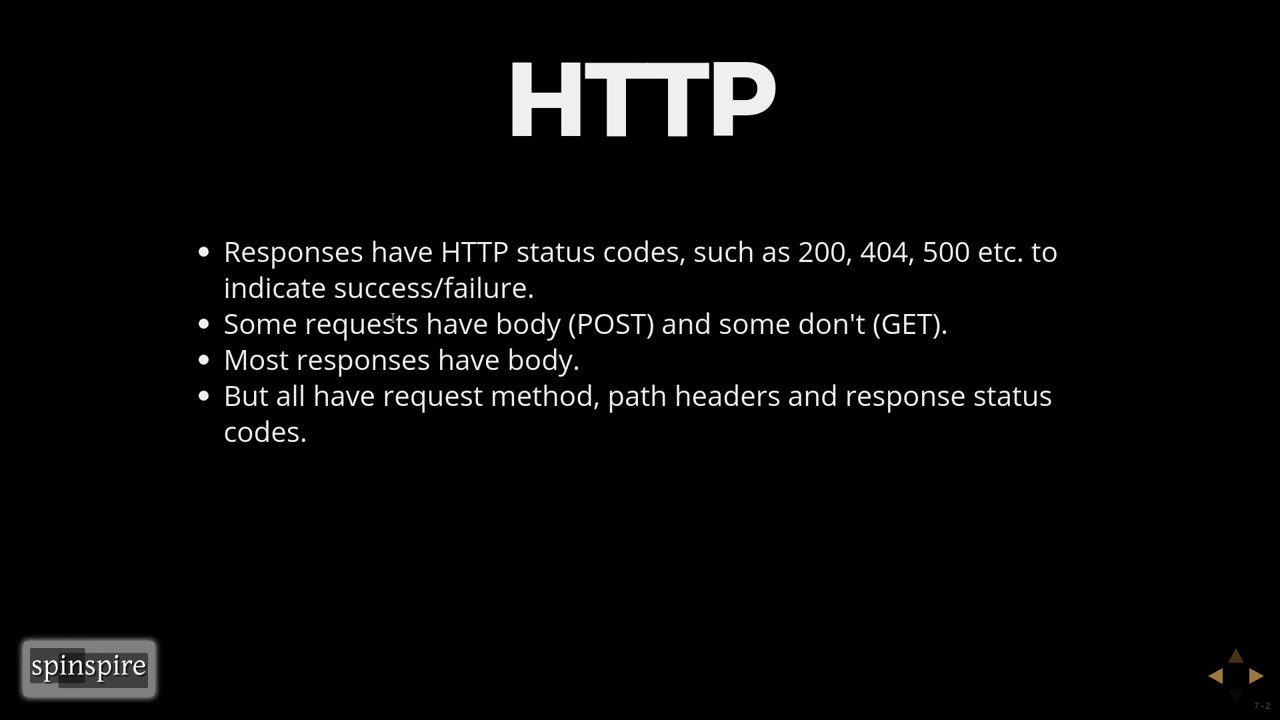 HTTP
Responses have HTTP status codes, such as 200, 404, 500 etc. to
indicate success/failure.
Some requests have body (POST) and some don't (GET).
Most responses have body.
But all have request method, path headers and response status
codes.
spinspire
7 - 2